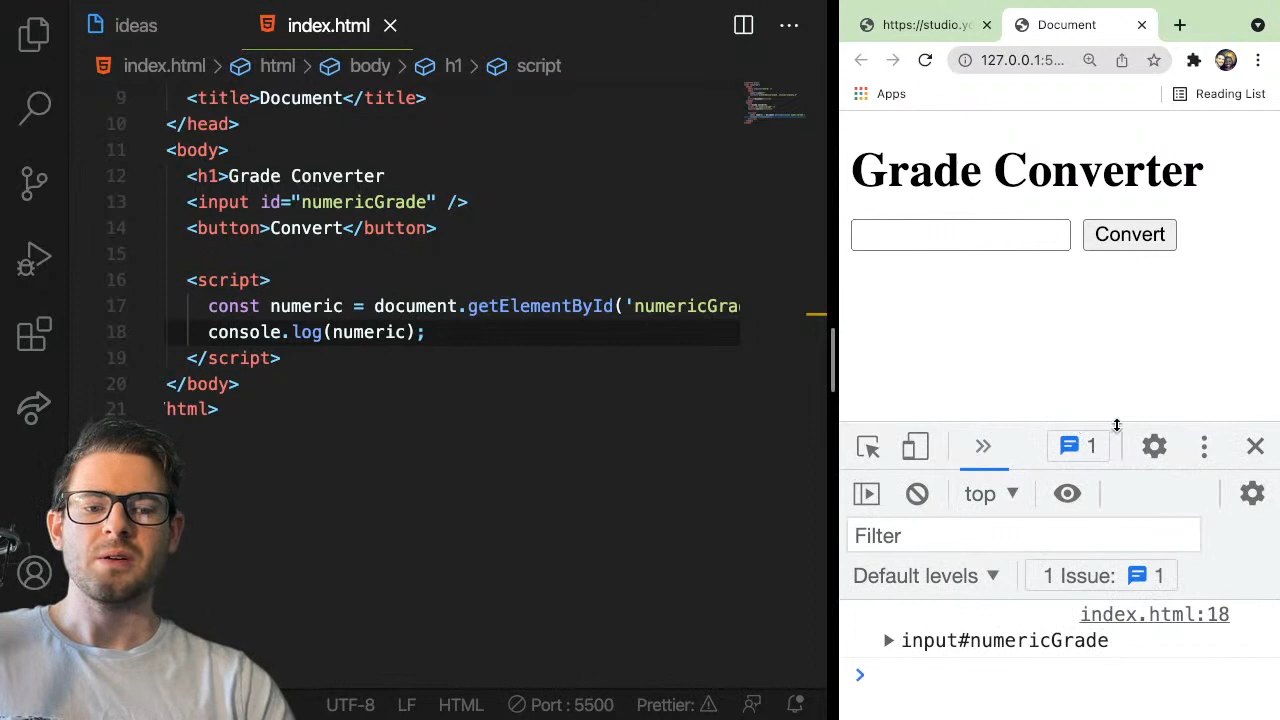 ideas
index.html
index.html > html > body > h1 > script
9 <title>Document</title>
10 </head>
11 <body>
12 <h1>Grade Converter
13 <input id="numericGrade" />
14 <button>Convert</button>
15
16 <script>
17 const numeric = document.getElementById('numericGra
18 console.log(numeric);
19 </script>
20 </body>
21 html>
UTF-8 LF HTML Port : 5500 Prettier:
https://studio.y
Document
127.0.0.1:5...
Apps
Reading List
Grade Converter
Convert
1
top
Filter
Default levels
1 Issue: 1
index.html:18
input#numericGrade